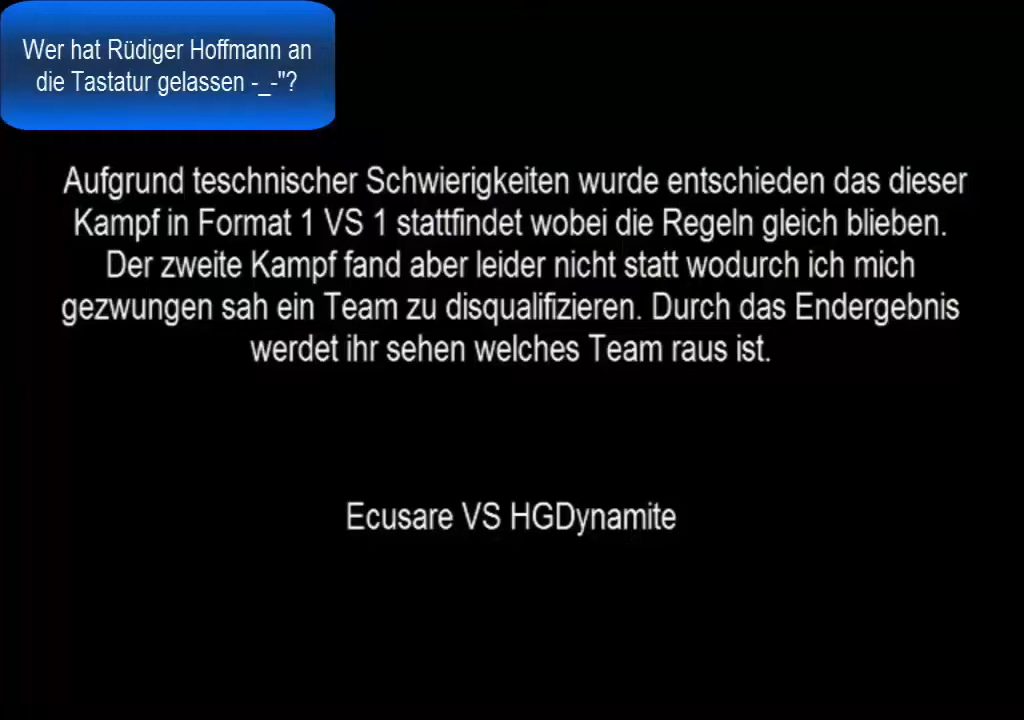 Wer hat Rüdiger Hoffmann an
die Tastatur gelassen -_-"?
Aufgrund teschnischer Schwierigkeiten wurde entschieden das dieser
Kampf in Format 1 VS 1 stattfindet wobei die Regeln gleich blieben.
Der zweite Kampf fand aber leider nicht statt wodurch ich mich
gezwungen sah ein Team zu disqualifizieren. Durch das Endergebnis
werdet ihr sehen welches Team raus ist.
Ecusare VS HGDynamite